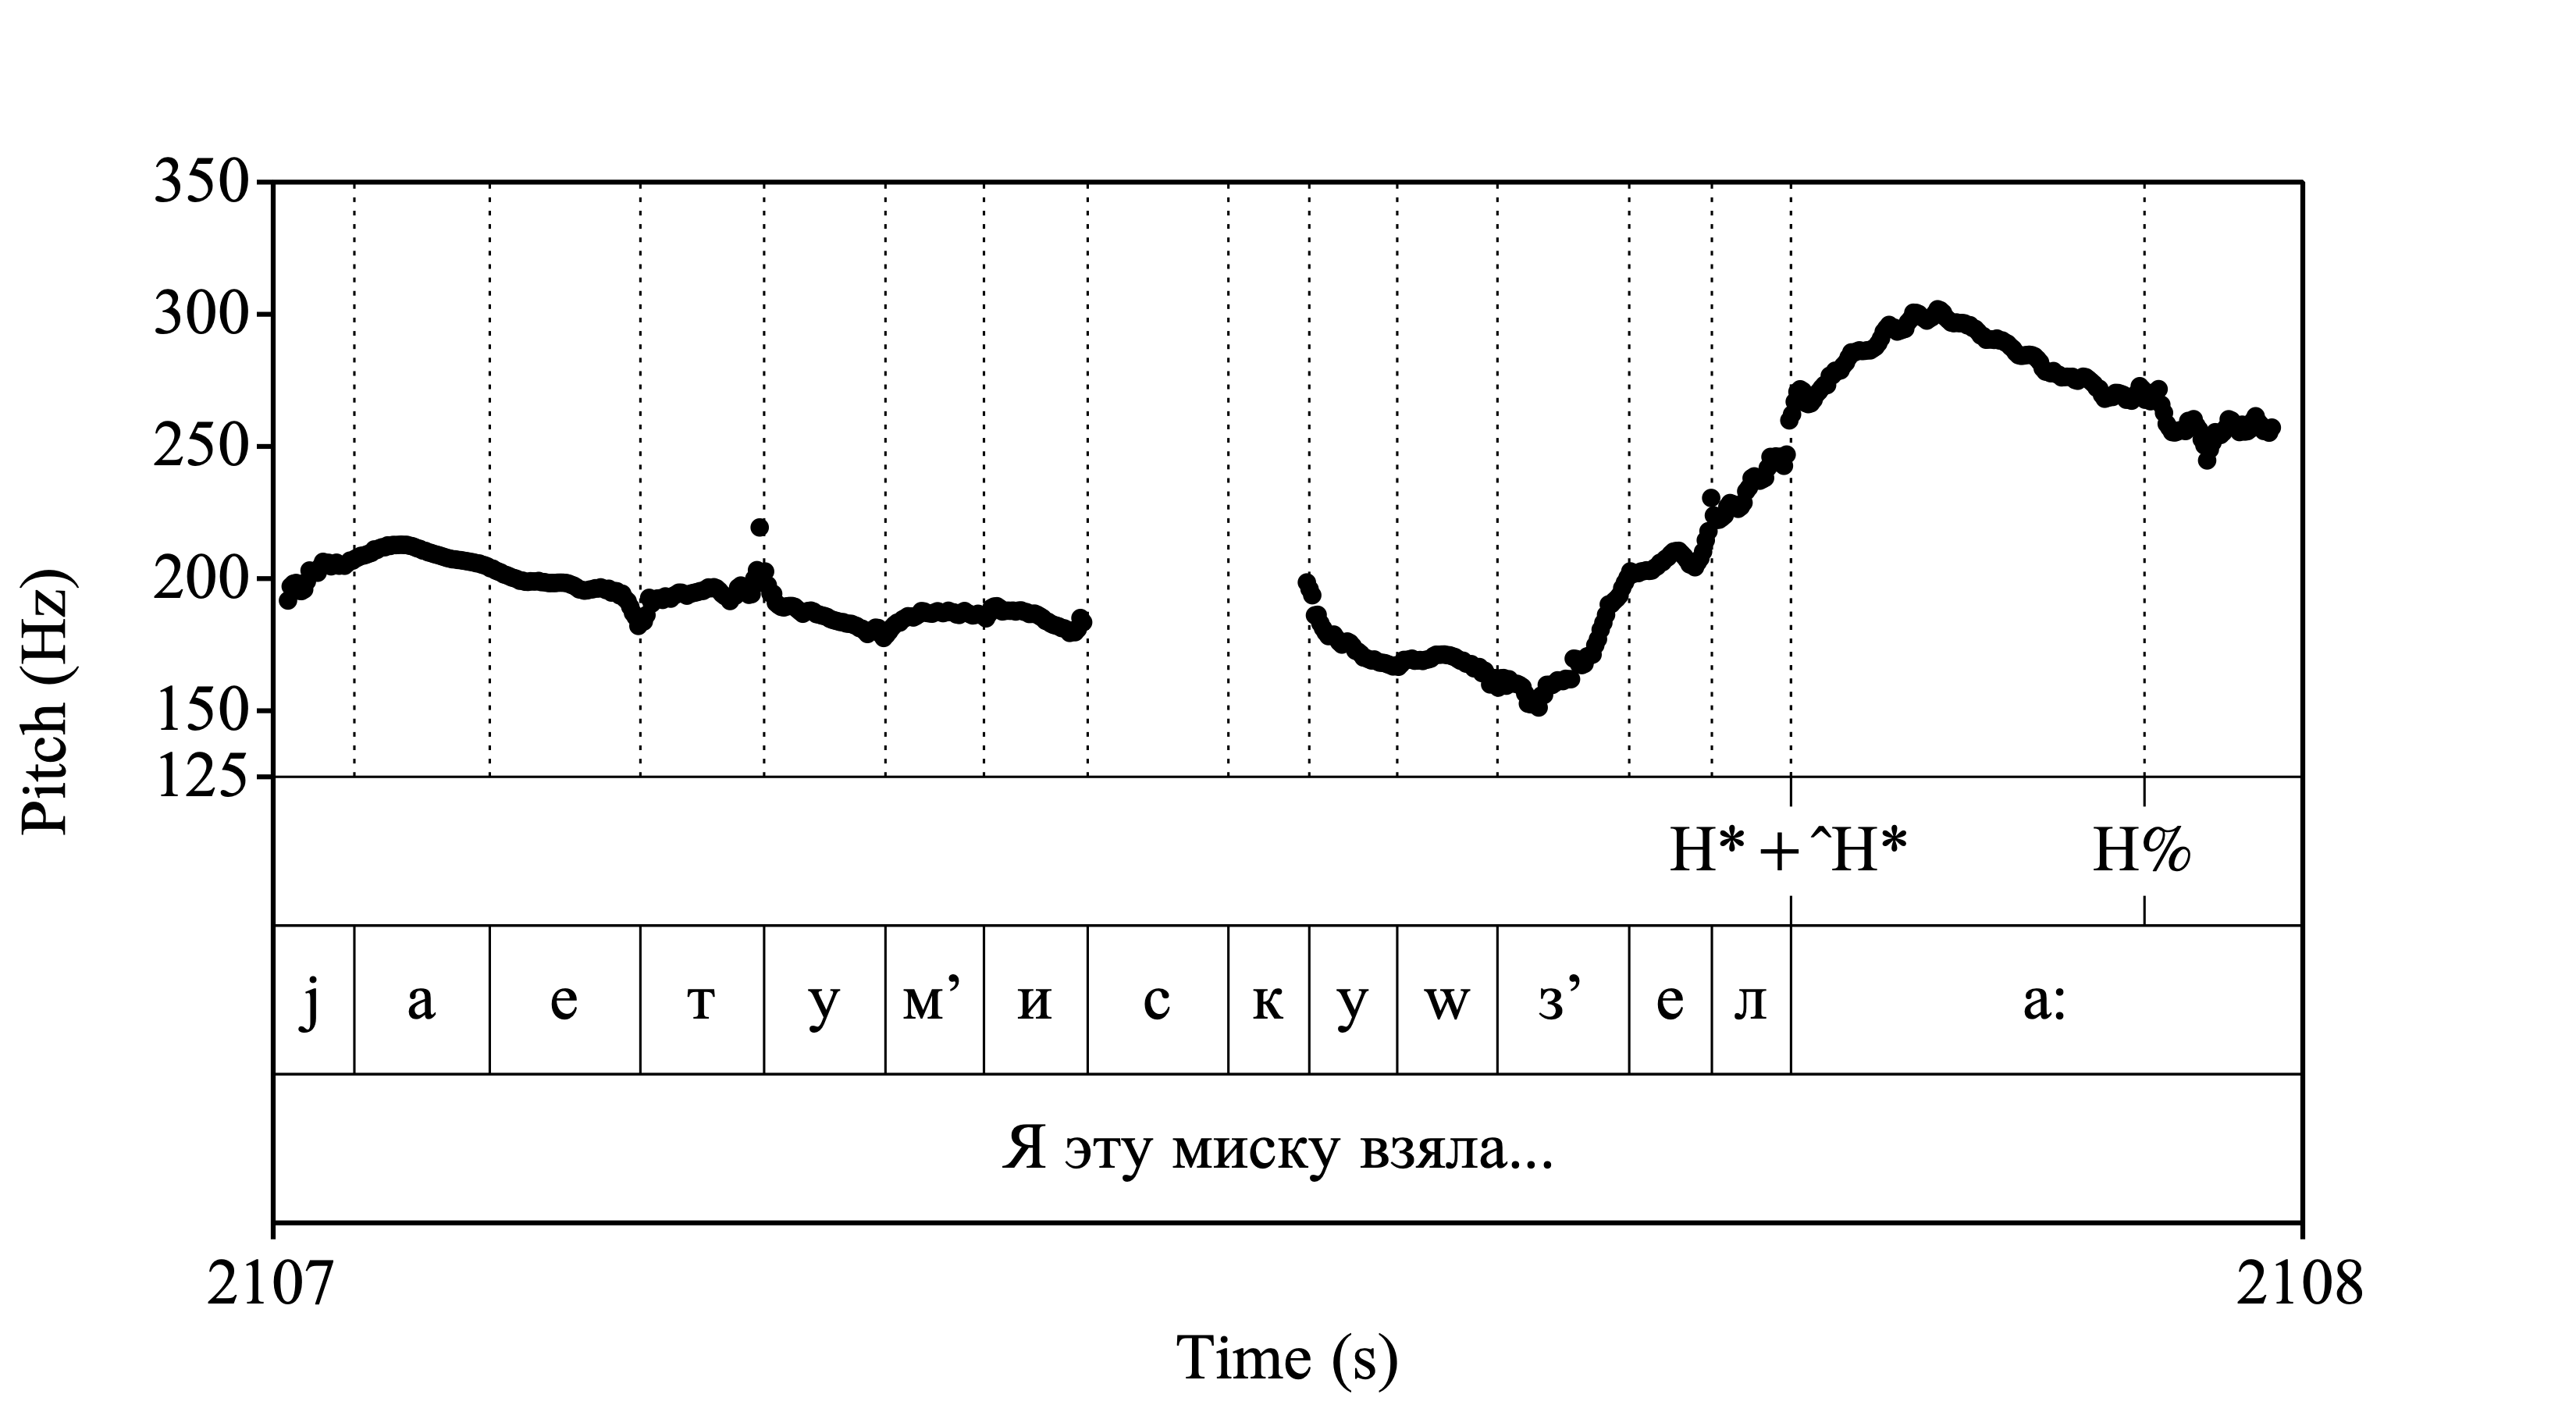 350
300
250
200
150
125
Pitch (Hz)
H*+ˆH* H%
j а е т у м’ и с к у w з’ е л а:
Я эту миску взяла...
2107 2108
Time (s)